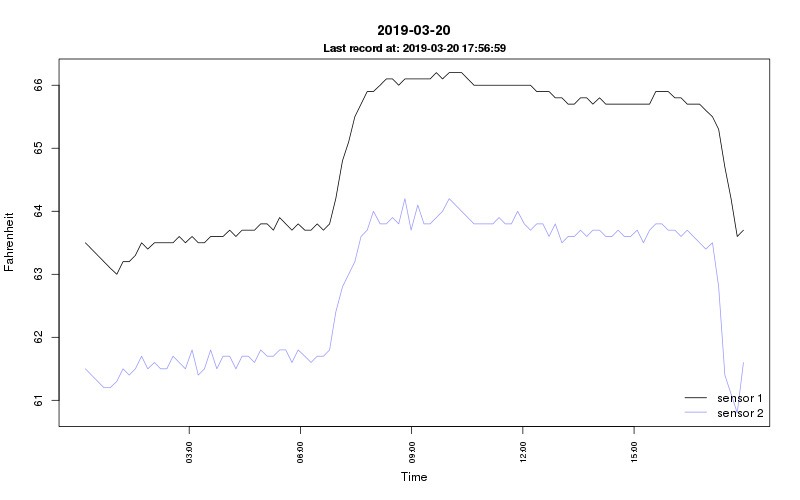 2019-03-20
Last record at: 2019-03-20 17:56:59
Fahrenheit
66
65
64
63
62
61
sensor 1
sensor 2
03:00
06:00
09:00
12:00
15:00
Time